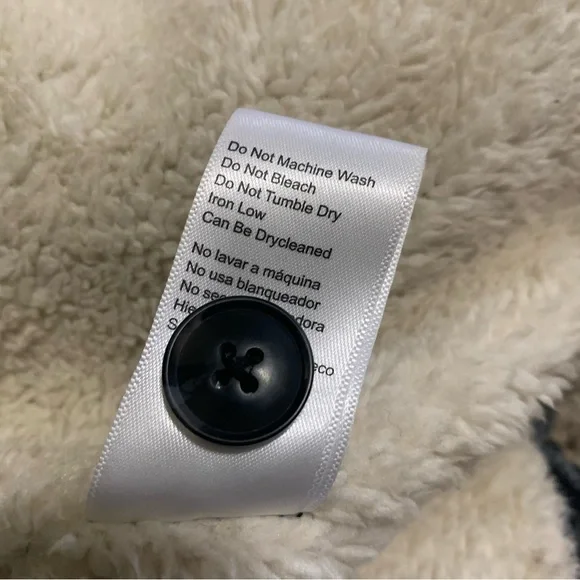 Do Not Machine Wash
Do Not Bleach
Do Not Tumble Dry
Iron Low
Can Be Drycleaned
No lavar a máquina
No usa blanqueador
No